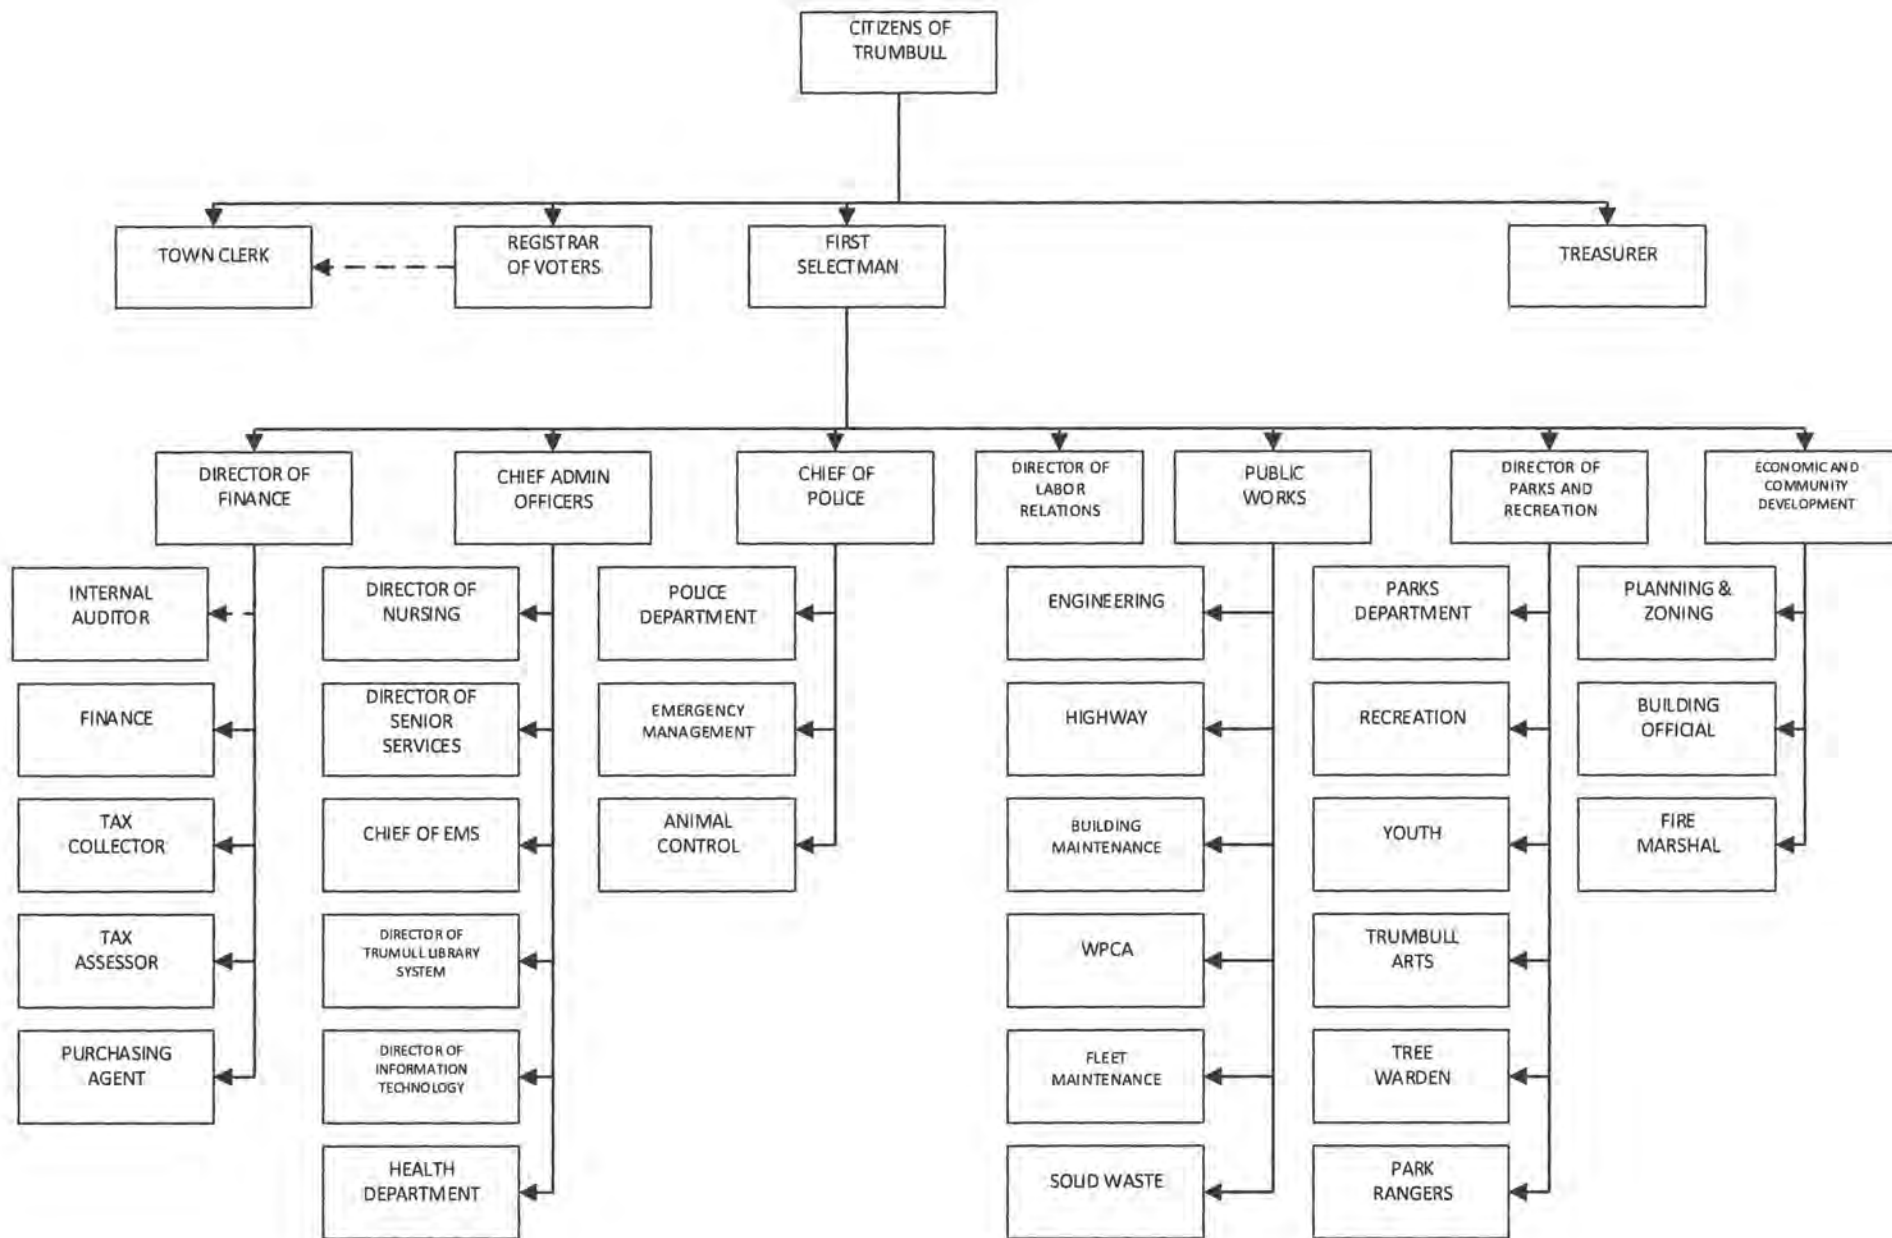 CITIZENS OF
TRUMBULL
TOWN CLERK
REGISTRAR
OF VOTERS
FIRST
SELECTMAN
TREASURER
DIRECTOR OF
FINANCE
CHIEF ADMIN
OFFICERS
CHIEF OF
POLICE
DIRECTOR OF
LABOR
RELATIONS
PUBLIC
WORKS
DIRECTOR OF
PARKS AND
RECREATION
ECONOMIC AND
COMMUNITY
DEVELOPMENT
INTERNAL
AUDITOR
FINANCE
TAX
COLLECTOR
TAX
ASSESSOR
PURCHASING
AGENT
DIRECTOR OF
NURSING
DIRECTOR OF
SENIOR
SERVICES
CHIEF OF EMS
DIRECTOR OF
TRUMULL LIBRARY
SYSTEM
DIRECTOR OF
INFORMATION
TECHNOLOGY
HEALTH
DEPARTMENT
POLICE
DEPARTMENT
EMERGENCY
MANAGEMENT
ANIMAL
CONTROL
ENGINEERING
HIGHWAY
BUILDING
MAINTENANCE
WPCA
FLEET
MAINTENANCE
SOLID WASTE
PARKS
DEPARTMENT
RECREATION
YOUTH
TRUMBULL
ARTS
TREE
WARDEN
PARK
RANGERS
PLANNING &
ZONING
BUILDING
OFFICIAL
FIRE
MARSHAL